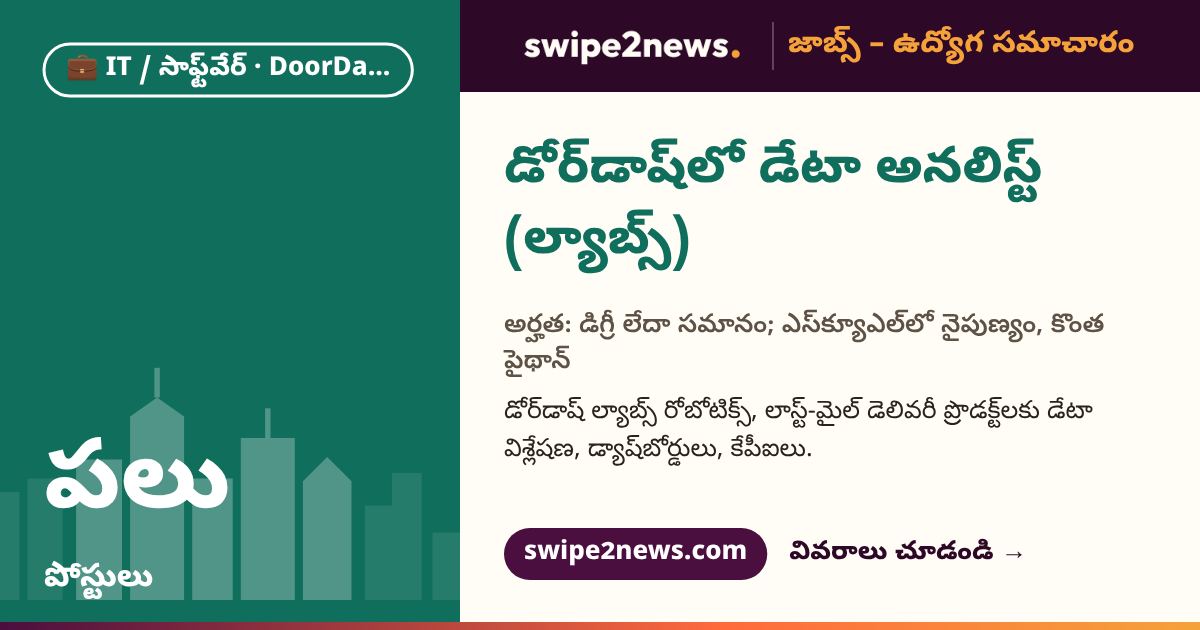 💼 IT / సాఫ్ట్‌వేర్ · DoorDa...
swipe2news.
జాబ్స్ – ఉద్యోగ సమాచారం
డోర్‌డాష్‌లో డేటా అనలిస్ట్
(ల్యాబ్స్)
అర్హత: డిగ్రీ లేదా సమానం; ఎస్‌క్యూఎల్‌లో నైపుణ్యం, కొంత
పైథాన్
డోర్‌డాష్ ల్యాబ్స్ రోబోటిక్స్, లాస్ట్-మైల్ డెలివరీ ప్రొడక్ట్‌లకు డేటా
విశ్లేషణ, డ్యాష్‌బోర్డులు, కేపీఐలు.
పలు
పోస్టులు
swipe2news.com
వివరాలు చూడండి →